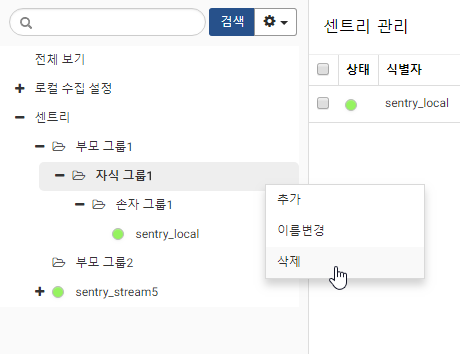 검색
전체 보기
로컬 수집 설정
센트리
부모 그룹1
자식 그룹1
손자 그룹1
sentry_local
부모 그룹2
sentry_stream5
센트리 관리
상태 식별자
sentry_local
추가
이름변경
삭제